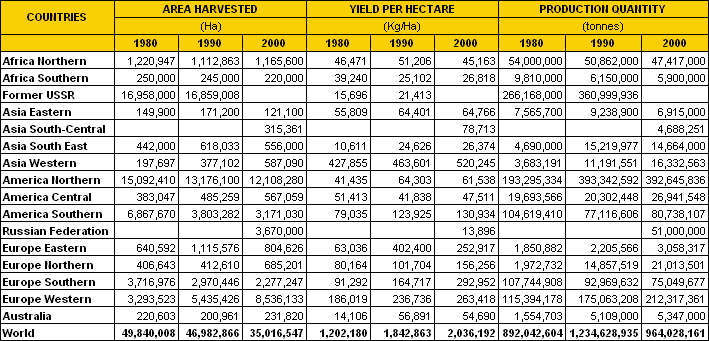 COUNTRIES AREA HARVESTED YIELD PER HECTARE PRODUCTION QUANTITY
(Ha) (Kg/Ha) (tonnes)
1980 1990 2000 1980 1990 2000 1980 1990 2000
Africa Northern 1,220,947 1,112,863 1,165,600 46,471 51,206 45,163 54,000,000 50,862,000 47,417,000
Africa Southern 250,000 245,000 220,000 39,240 25,102 26,818 9,810,000 6,150,000 5,900,000
Former USSR 16,958,000 16,859,008 15,696 21,413 266,168,000 360,999,936
Asia Eastern 149,900 171,200 121,100 55,809 64,401 64,766 7,565,700 9,238,900 6,915,000
Asia South-Central 315,361 78,713 4,688,251
Asia South East 442,000 618,033 556,000 10,611 24,626 26,374 4,690,000 15,219,977 14,664,000
Asia Western 197,697 377,102 587,090 427,855 463,601 520,245 3,683,191 11,191,551 16,332,563
America Northern 15,092,410 13,176,100 12,108,280 41,435 64,303 61,538 193,295,334 393,342,592 392,645,836
America Central 383,047 485,259 567,059 51,413 41,838 47,511 19,693,566 20,302,448 26,941,548
America Southern 6,867,670 3,803,282 3,171,030 79,035 123,925 130,934 104,619,410 77,116,606 80,738,107
Russian Federation 3,670,000 13,896 51,000,000
Europe Eastern 640,592 1,115,576 804,626 63,036 402,400 252,917 1,850,882 2,205,566 3,058,317
Europe Northern 406,643 412,610 685,201 80,164 101,704 156,256 1,972,732 14,857,519 21,013,501
Europe Southern 3,716,976 2,970,446 2,277,247 91,292 164,717 292,952 107,744,908 92,969,632 75,049,677
Europe Western 3,293,523 5,435,426 8,536,133 186,019 236,736 263,418 115,394,178 175,063,208 212,317,361
Australia 220,603 200,961 231,820 14,106 56,891 54,690 1,554,703 5,109,000 5,347,000
World 49,840,008 46,982,866 35,016,547 1,202,180 1,842,863 2,036,192 892,042,604 1,234,628,935 964,028,161